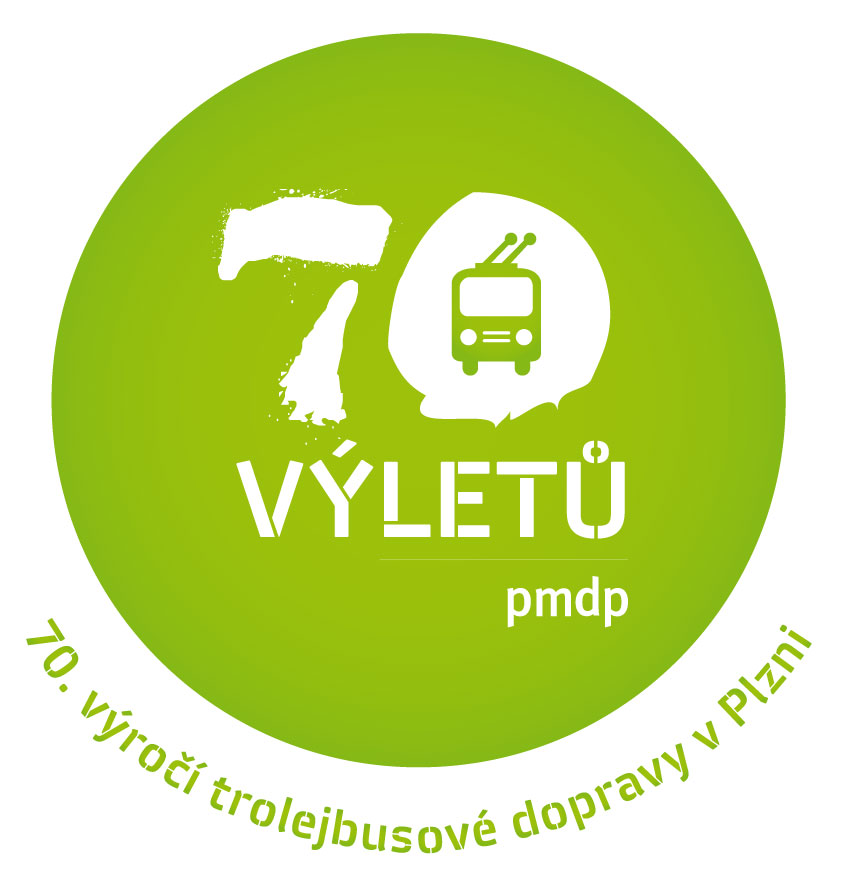 70
VÝLETŮ
pmdp
70. výročí trolejbusové dopravy v Plzni